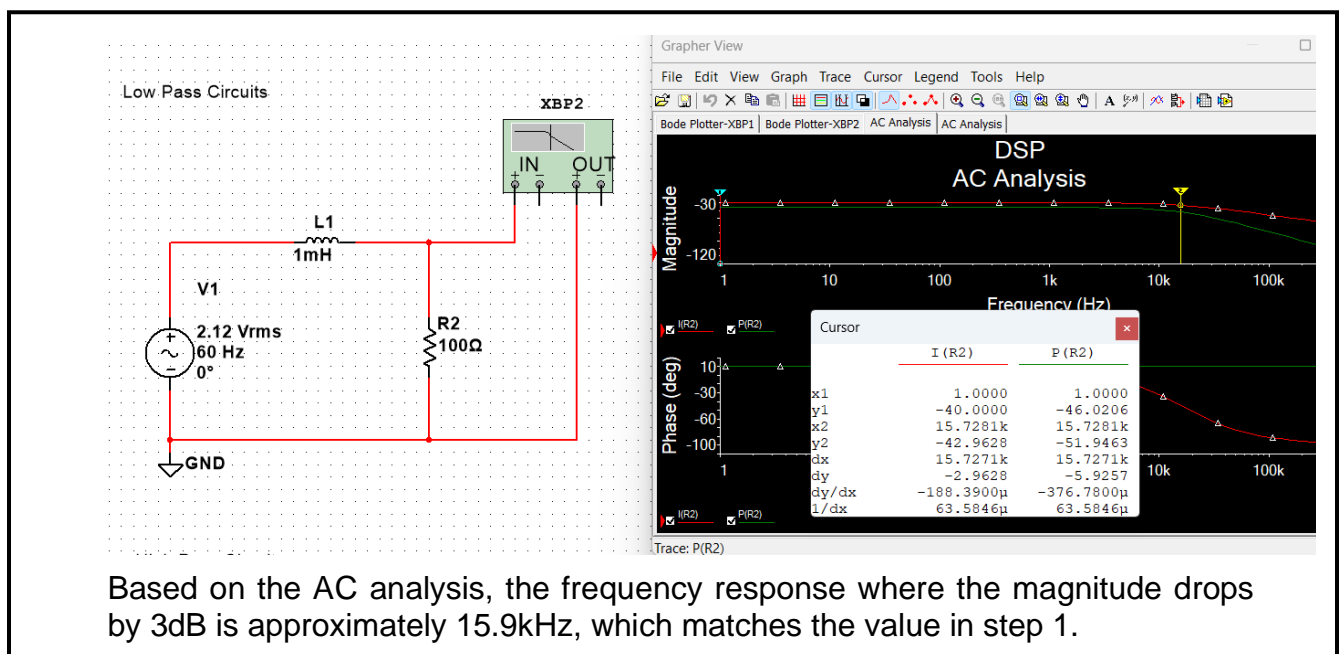 Low Pass Circuits
XBP2
IN OUT
+ − + −
L1
1mH
V1
2.12 Vrms
60 Hz
0°
R2
100Ω
GND
Grapher View
File Edit View Graph Trace Cursor Legend Tools Help
Bode Plotter-XBP1 Bode Plotter-XBP2 AC Analysis AC Analysis
DSP
AC Analysis
Magnitude
-30
-120
1 10 100 1k 10k 100k
Frequency (Hz)
I(R2) P(R2)
Phase (deg)
10
-30
-60
-100
1 10k 100k
I(R2) P(R2)
Cursor
I(R2) P(R2)
x1 1.0000 1.0000
y1 -40.0000 -46.0206
x2 15.7281k 15.7281k
y2 -42.9628 -51.9463
dx 15.7271k 15.7271k
dy -2.9628 -5.9257
dy/dx -188.3900µ -376.7800µ
1/dx 63.5846µ 63.5846µ
Trace: P(R2)
Based on the AC analysis, the frequency response where the magnitude drops
by 3dB is approximately 15.9kHz, which matches the value in step 1.